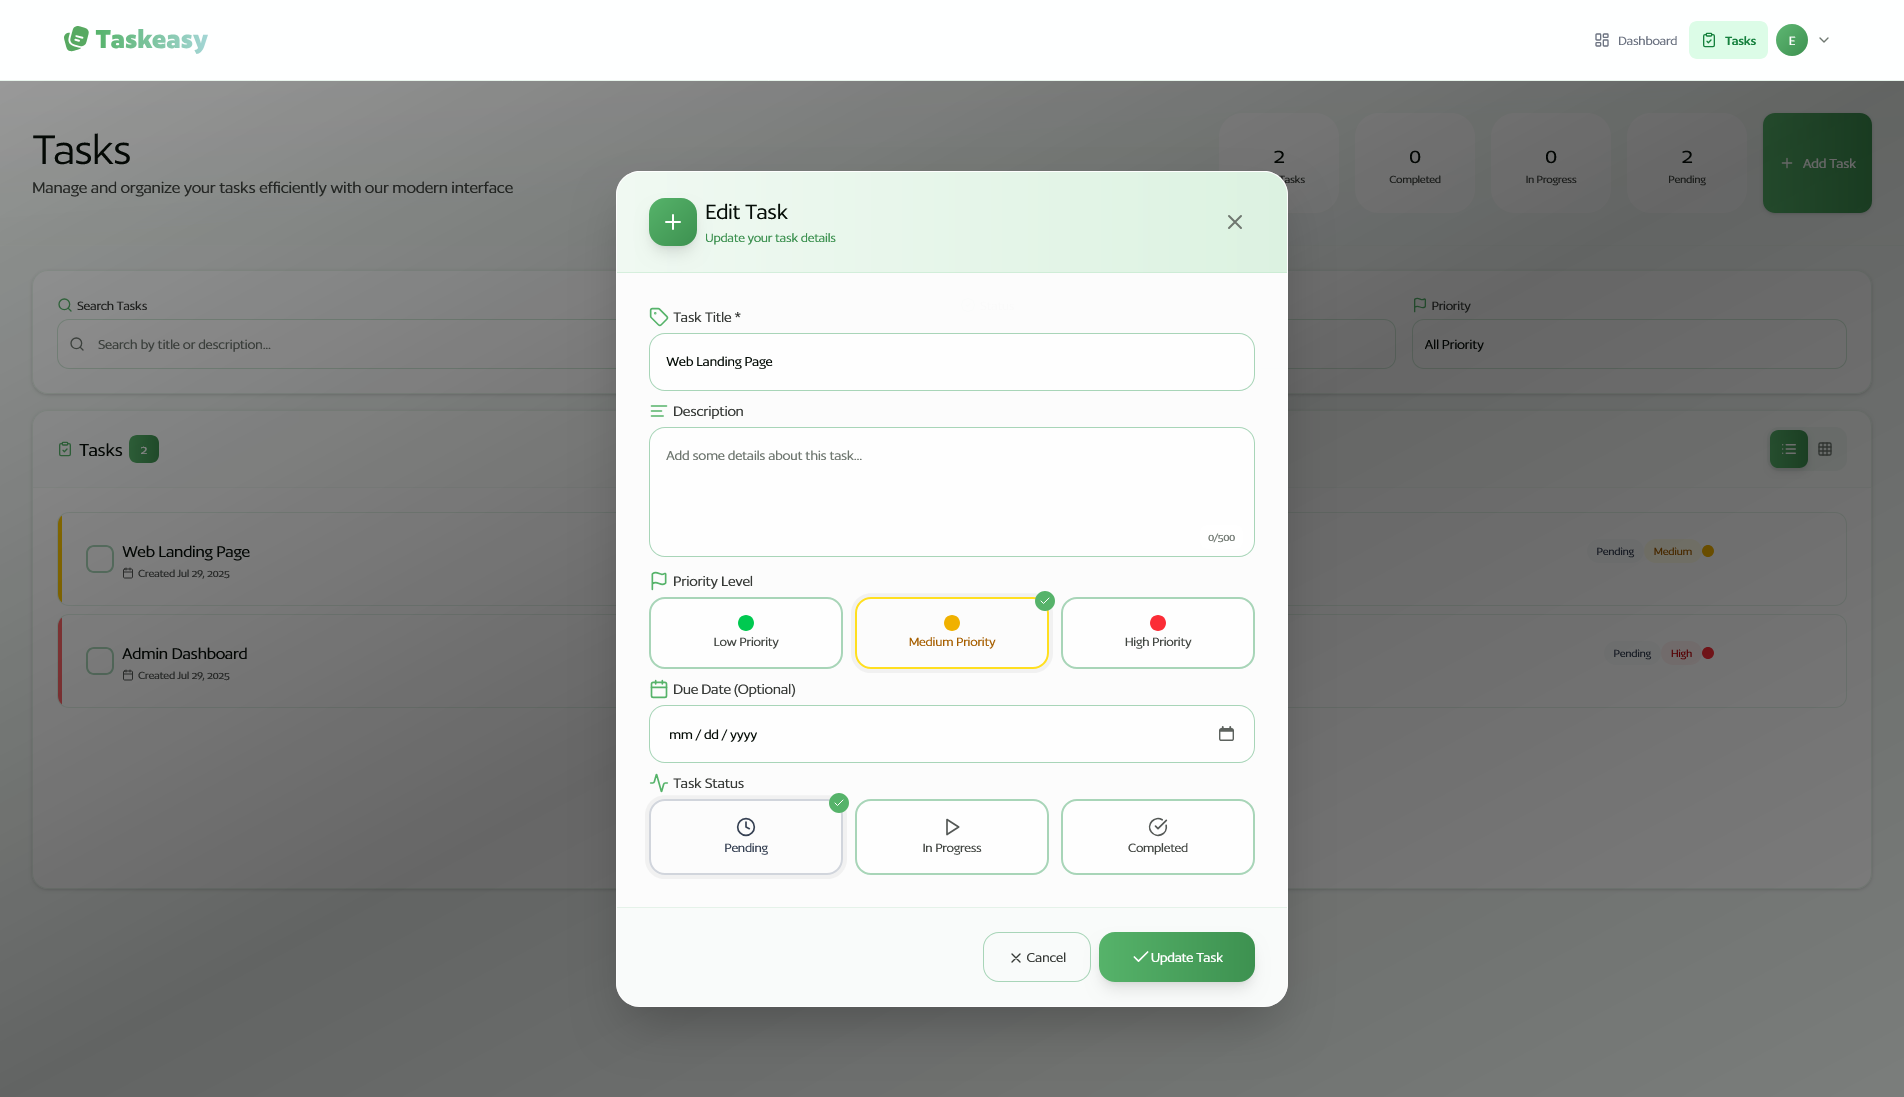 Taskeasy
Dashboard
Tasks
E
Tasks
Manage and organize your tasks efficiently with our modern interface
2
Tasks
0
Completed
0
In Progress
2
Pending
Add Task
Search Tasks
Search by title or description...
Priority
All Priority
Tasks 2
Web Landing Page
Created Jul 29, 2025
Pending Medium
Admin Dashboard
Created Jul 29, 2025
Pending High
Edit Task
Update your task details
Task Title *
Web Landing Page
Description
Add some details about this task...
0/500
Priority Level
Low Priority
Medium Priority
High Priority
Due Date (Optional)
mm / dd / yyyy
Task Status
Pending
In Progress
Completed
Cancel
Update Task